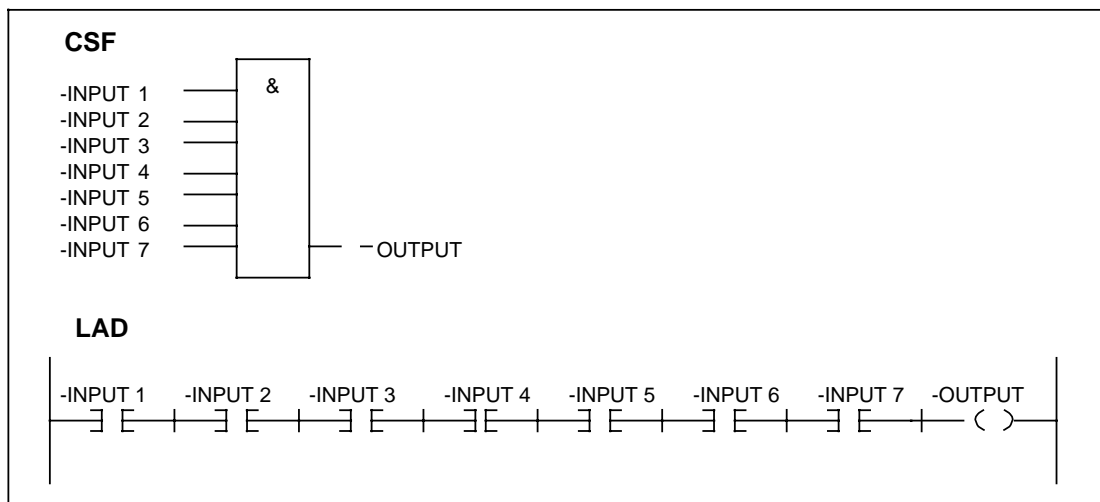 CSF
&
-INPUT 1
-INPUT 2
-INPUT 3
-INPUT 4
-INPUT 5
-INPUT 6
-INPUT 7
OUTPUT
LAD
-INPUT 1 -INPUT 2 -INPUT 3 -INPUT 4 -INPUT 5 -INPUT 6 -INPUT 7 -OUTPUT